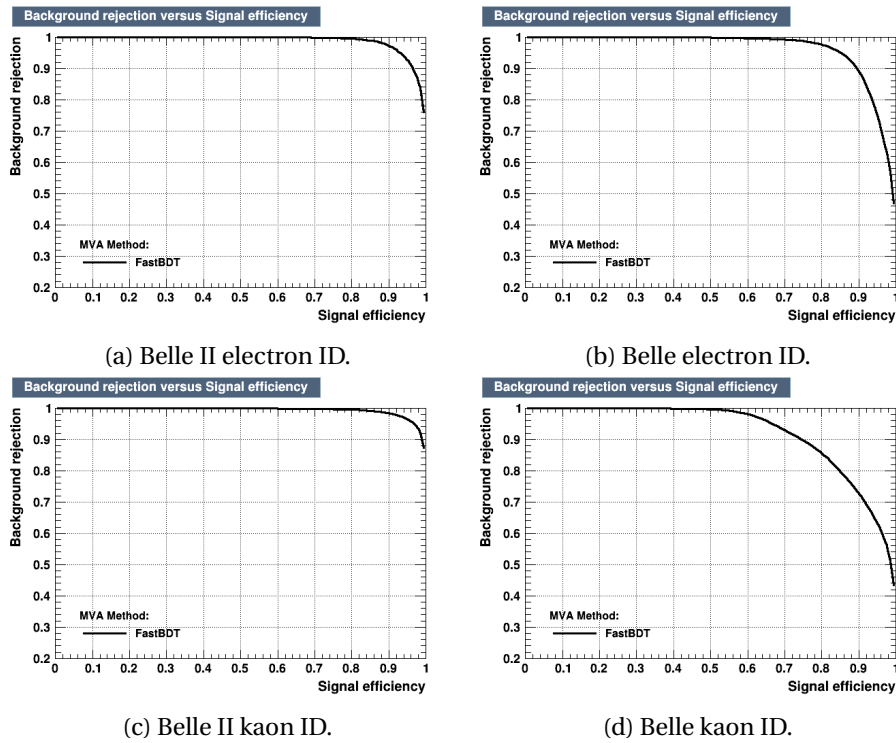 Background rejection versus Signal efficiency
Background rejection
1
0.9
0.8
0.7
0.6
0.5
0.4
0.3
0.2
MVA Method:
FastBDT
0 0.1 0.2 0.3 0.4 0.5 0.6 0.7 0.8 0.9 1
Signal efficiency
(a) Belle II electron ID.
Background rejection versus Signal efficiency
Background rejection
1
0.9
0.8
0.7
0.6
0.5
0.4
0.3
0.2
MVA Method:
FastBDT
0 0.1 0.2 0.3 0.4 0.5 0.6 0.7 0.8 0.9 1
Signal efficiency
(b) Belle electron ID.
Background rejection versus Signal efficiency
Background rejection
1
0.9
0.8
0.7
0.6
0.5
0.4
0.3
0.2
MVA Method:
FastBDT
0 0.1 0.2 0.3 0.4 0.5 0.6 0.7 0.8 0.9 1
Signal efficiency
(c) Belle II kaon ID.
Background rejection versus Signal efficiency
Background rejection
1
0.9
0.8
0.7
0.6
0.5
0.4
0.3
0.2
MVA Method:
FastBDT
0 0.1 0.2 0.3 0.4 0.5 0.6 0.7 0.8 0.9 1
Signal efficiency
(d) Belle kaon ID.